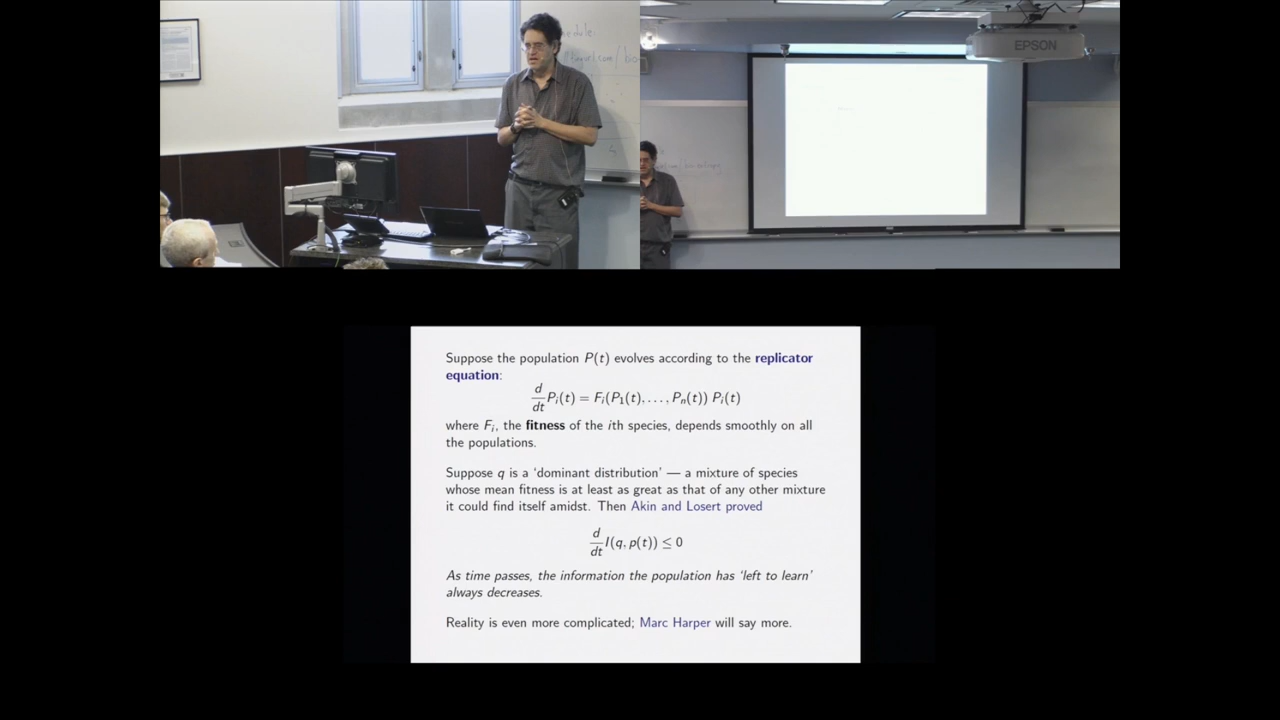 EPSON
Suppose the population P(t) evolves according to the replicator
equation:
d/dt P_i(t) = F_i(P_1(t), . . . , P_n(t)) P_i(t)
where F_i, the fitness of the ith species, depends smoothly on all
the populations.
Suppose q is a ‘dominant distribution’ — a mixture of species
whose mean fitness is at least as great as that of any other mixture
it could find itself amidst. Then Akin and Losert proved
d/dt I(q, p(t)) ≤ 0
As time passes, the information the population has ‘left to learn’
always decreases.
Reality is even more complicated; Marc Harper will say more.